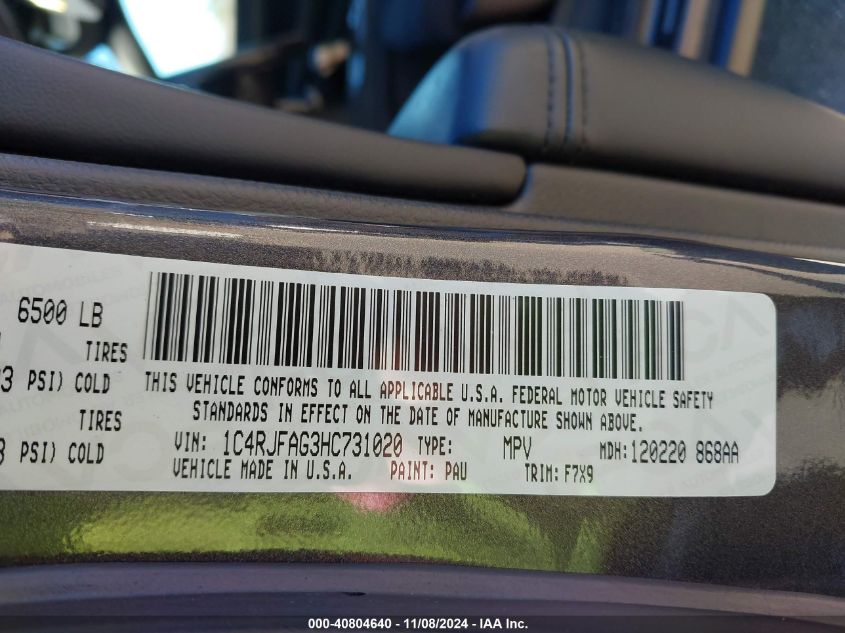 6500 LB
TIRES
3 PSI) COLD
TIRES
PSI) COLD
THIS VEHICLE CONFORMS TO ALL APPLICABLE U.S.A. FEDERAL MOTOR VEHICLE SAFETY
STANDARDS IN EFFECT ON THE DATE OF MANUFACTURE SHOWN ABOVE.
VIN: 1C4RJFAG3HC731020 TYPE: MPV MDH: 120220 868AA
VEHICLE MADE IN U.S.A. PAINT: PAU TRIM: F7X9
000-40804640 - 11/08/2024 - IAA Inc.